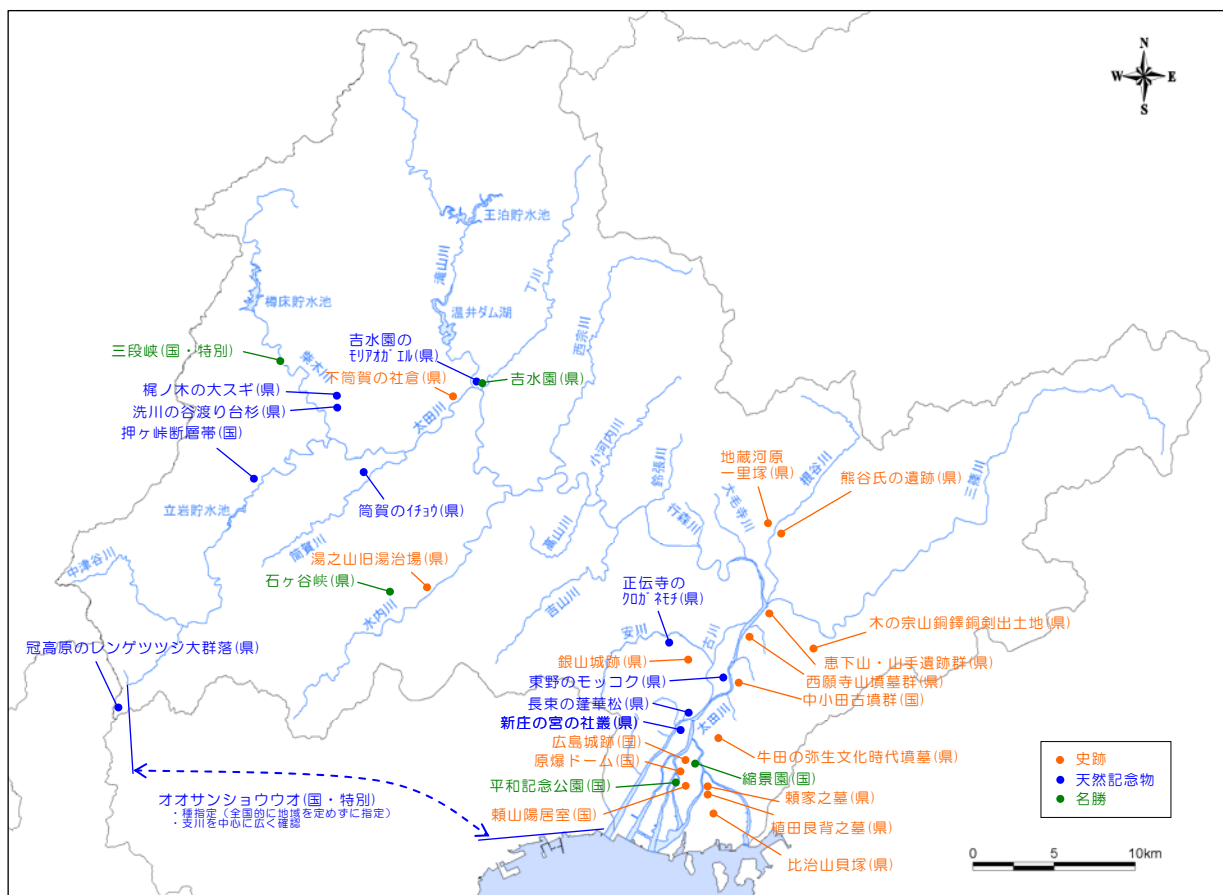 N
W
E
S
王泊貯水池
滝山川
丁川
樽床貯水池
温井ダム湖
西宗川
三段峡(国・特別)
柴木川
吉水園の
ﾓﾘｱｵｶﾞｴﾙ(県)
不筒賀の社倉(県)
吉水園(県)
梶ノ木の大スギ(県)
洗川の谷渡り台杉(県)
太田川
押ヶ峠断層帯(国)
小河内川
鈴張川
地蔵河原
一里塚(県)
根谷川
熊谷氏の遺跡(県)
三篠川
大毛寺川
行森川
立岩貯水池
筒賀のｲﾁｮｳ(県)
高山川
筒賀川
中津谷川
湯之山旧湯治場(県)
石ヶ谷峡(県)
水内川
吉山川
正伝寺の
ｸﾛｶﾞﾈﾓﾁ(県)
安川
古川
木の宗山銅鐸銅剣出土地(県)
冠高原のレンゲツツジ大群落(県)
銀山城跡(県)
恵下山・山手遺跡群(県)
東野のモッコク(県)
西願寺山墳墓群(県)
中小田古墳群(国)
長束の蓮華松(県)
太田川
新庄の宮の社叢(県)
広島城跡(国)
牛田の弥生文化時代墳墓(県)
原爆ドーム(国)
縮景園(国)
平和記念公園(国)
頼山陽居室(国)
頼家之墓(県)
植田艮背之墓(県)
比治山貝塚(県)
オオサンショウウオ(国・特別)
・種指定（全国的に地域を定めずに指定）
・支川を中心に広く確認
史跡
天然記念物
名勝
0
5
10km